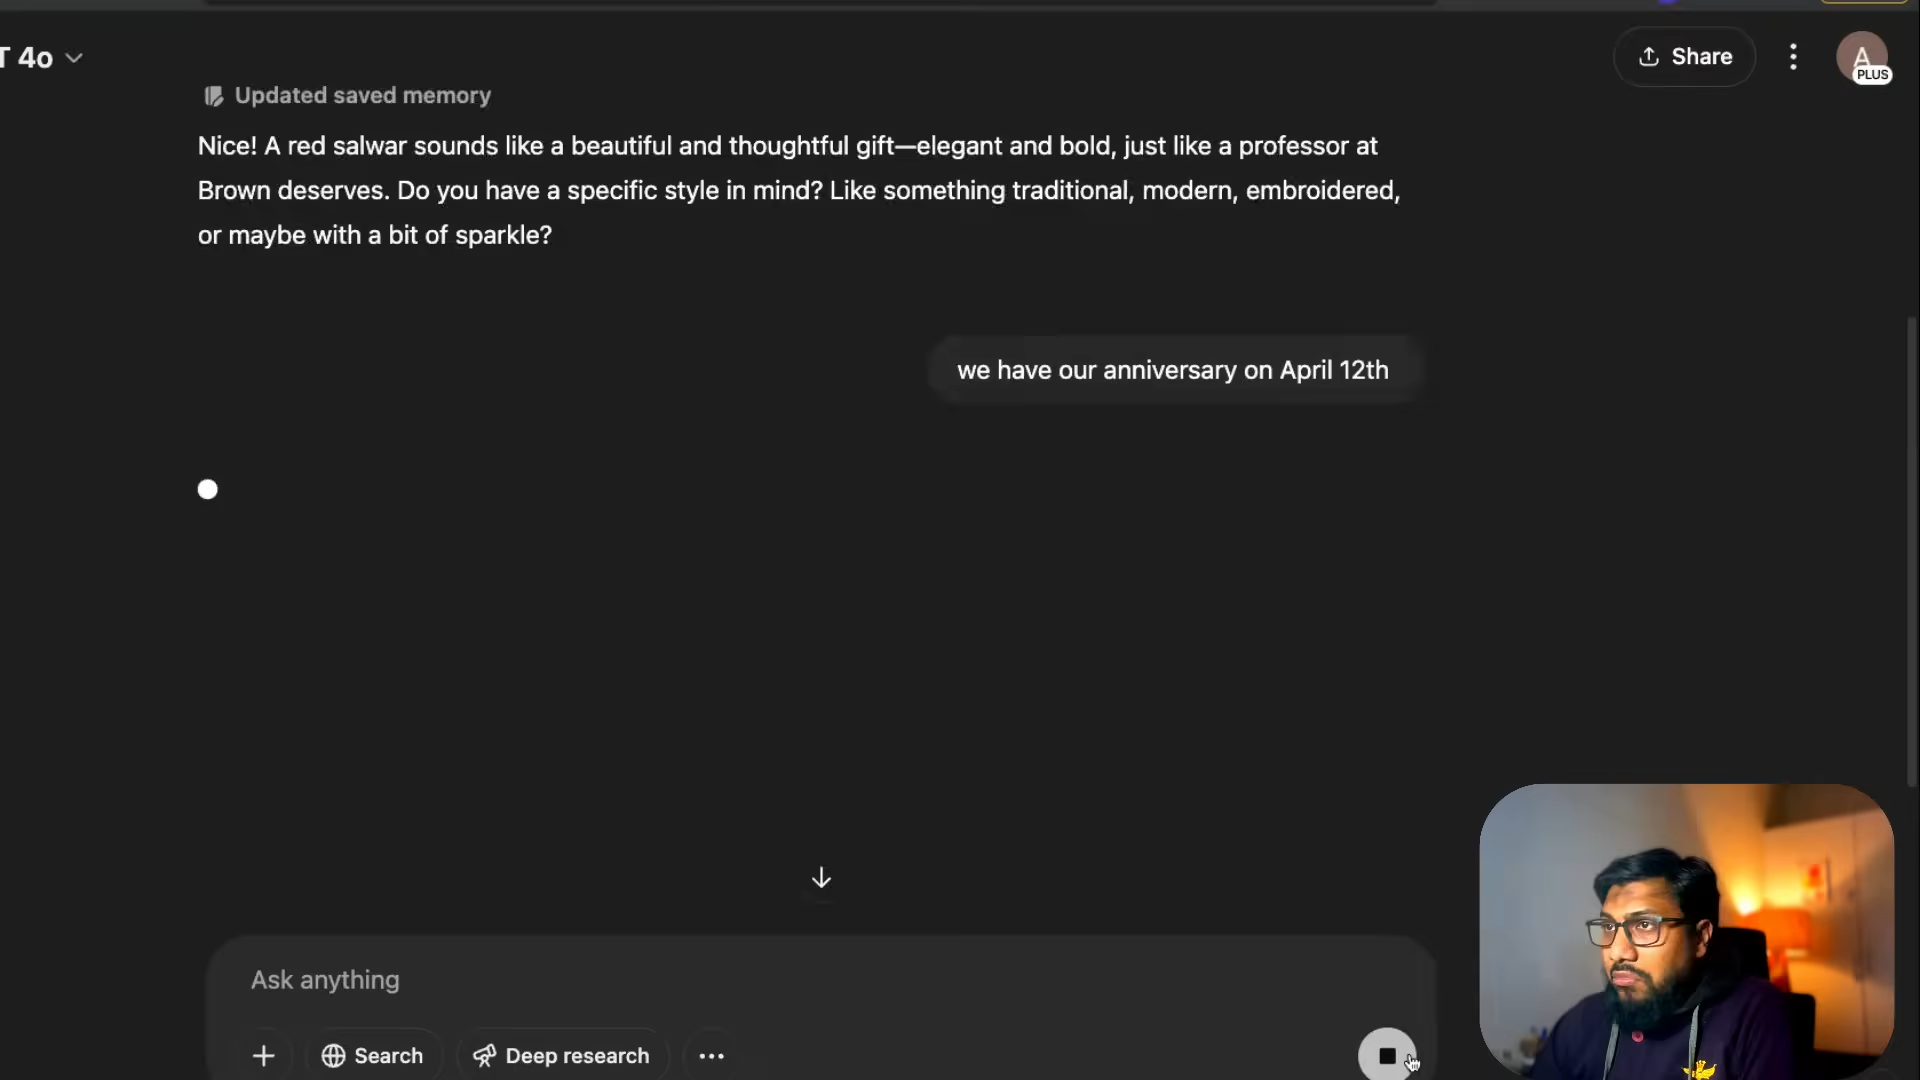 T 4o
Share
A
PLUS
Updated saved memory
Nice! A red salwar sounds like a beautiful and thoughtful gift—elegant and bold, just like a professor at
Brown deserves. Do you have a specific style in mind? Like something traditional, modern, embroidered,
or maybe with a bit of sparkle?
we have our anniversary on April 12th
Ask anything
Search
Deep research